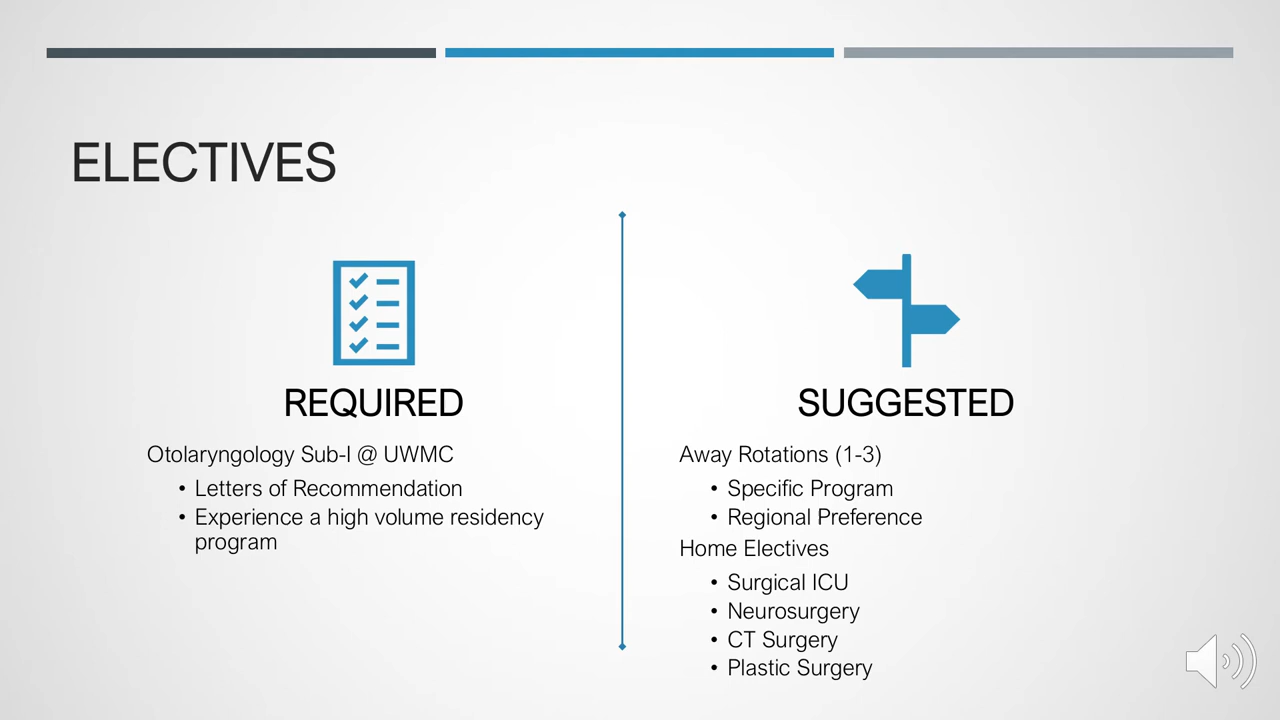 ELECTIVES
REQUIRED
Otolaryngology Sub-I @ UWMC
• Letters of Recommendation
• Experience a high volume residency
program
SUGGESTED
Away Rotations (1-3)
• Specific Program
• Regional Preference
Home Electives
• Surgical ICU
• Neurosurgery
• CT Surgery
• Plastic Surgery